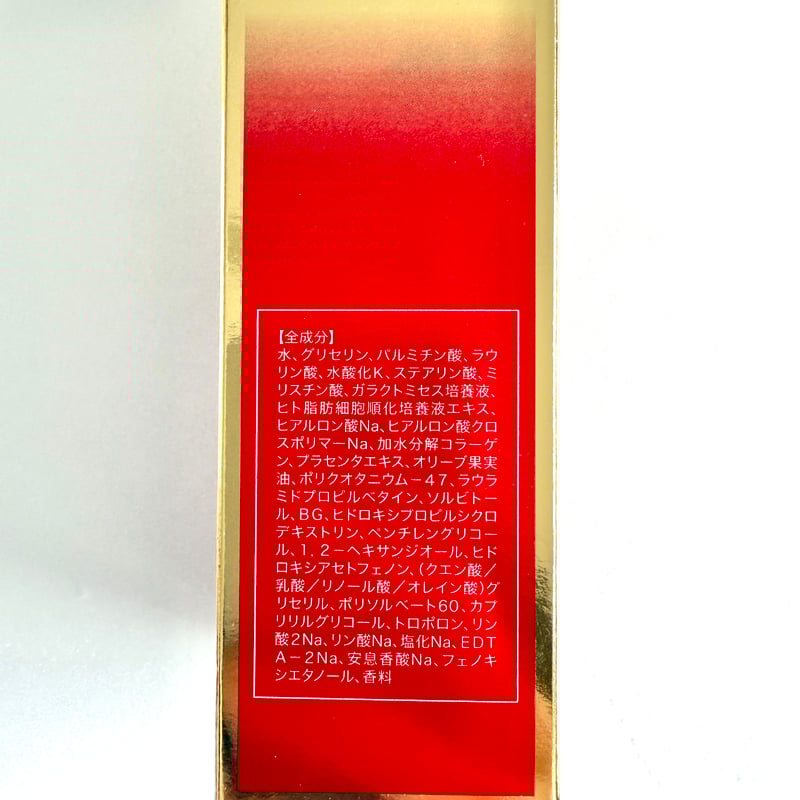 【全成分】
水、グリセリン、パルミチン酸、ラウ
リン酸、水酸化K、ステアリン酸、ミ
リスチン酸、ガラクトミセス培養液、
ヒト脂肪細胞順化培養液エキス、
ヒアルロン酸Na、ヒアルロン酸クロ
スポリマーNa、加水分解コラーゲ
ン、プラセンタエキス、オリーブ果実
油、ポリクオタニウム－47、ラウラ
ミドプロピルベタイン、ソルビトー
ル、BG、ヒドロキシプロピルシクロ
デキストリン、ペンチレングリコー
ル、1，2－ヘキサンジオール、ヒド
ロキシアセトフェノン、（クエン酸／
乳酸／リノール酸／オレイン酸）グ
リセリル、ポリソルベート60、カプ
リリルグリコール、トロポロン、リン
酸2Na、リン酸Na、塩化Na、EDT
A－2Na、安息香酸Na、フェノキ
シエタノール、香料